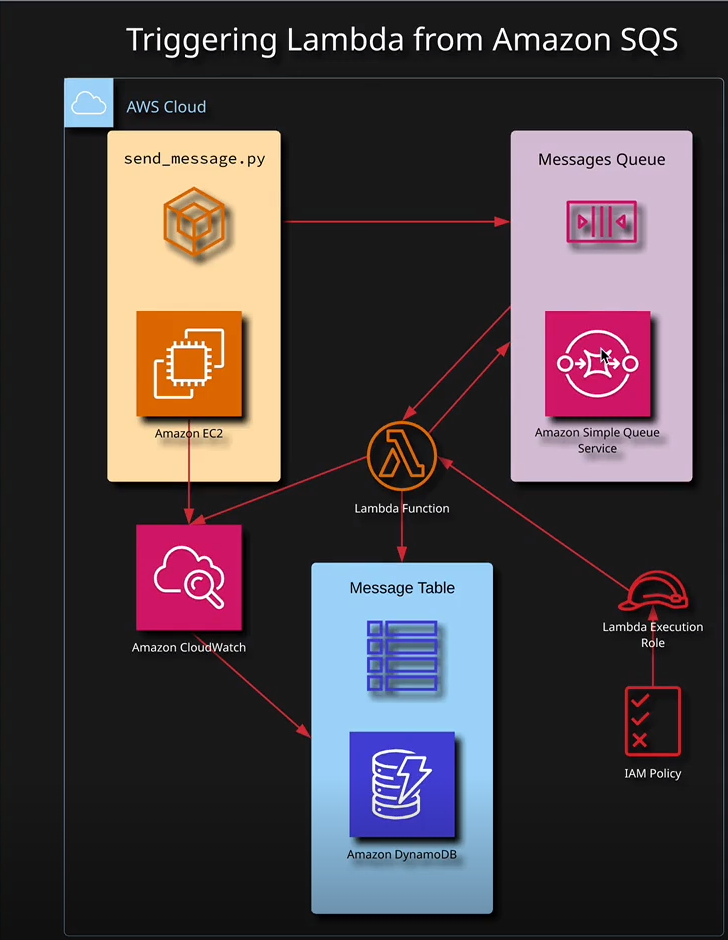 Triggering Lambda from Amazon SQS
AWS Cloud
send_message.py
Messages Queue
Amazon EC2
Amazon Simple Queue
Service
Lambda Function
Message Table
Lambda Execution
Role
Amazon CloudWatch
IAM Policy
Amazon DynamoDB